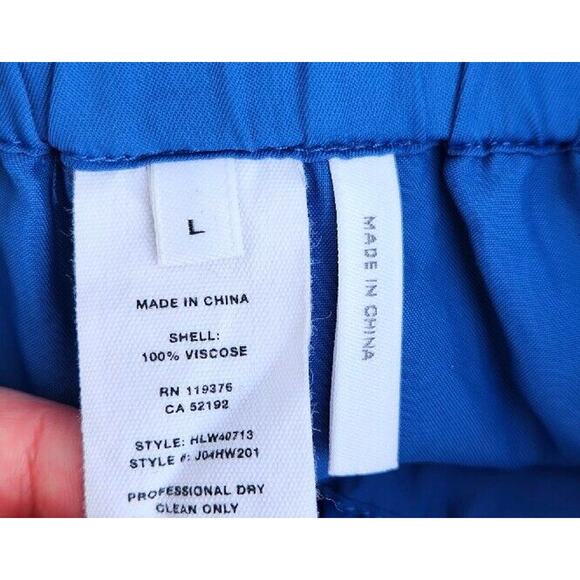 L
MADE IN CHINA
SHELL:
100% VISCOSE
RN 119376
CA 52192
STYLE: HLW40713
STYLE #: J04HW201
PROFESSIONAL DRY
CLEAN ONLY
MADE IN CHINA